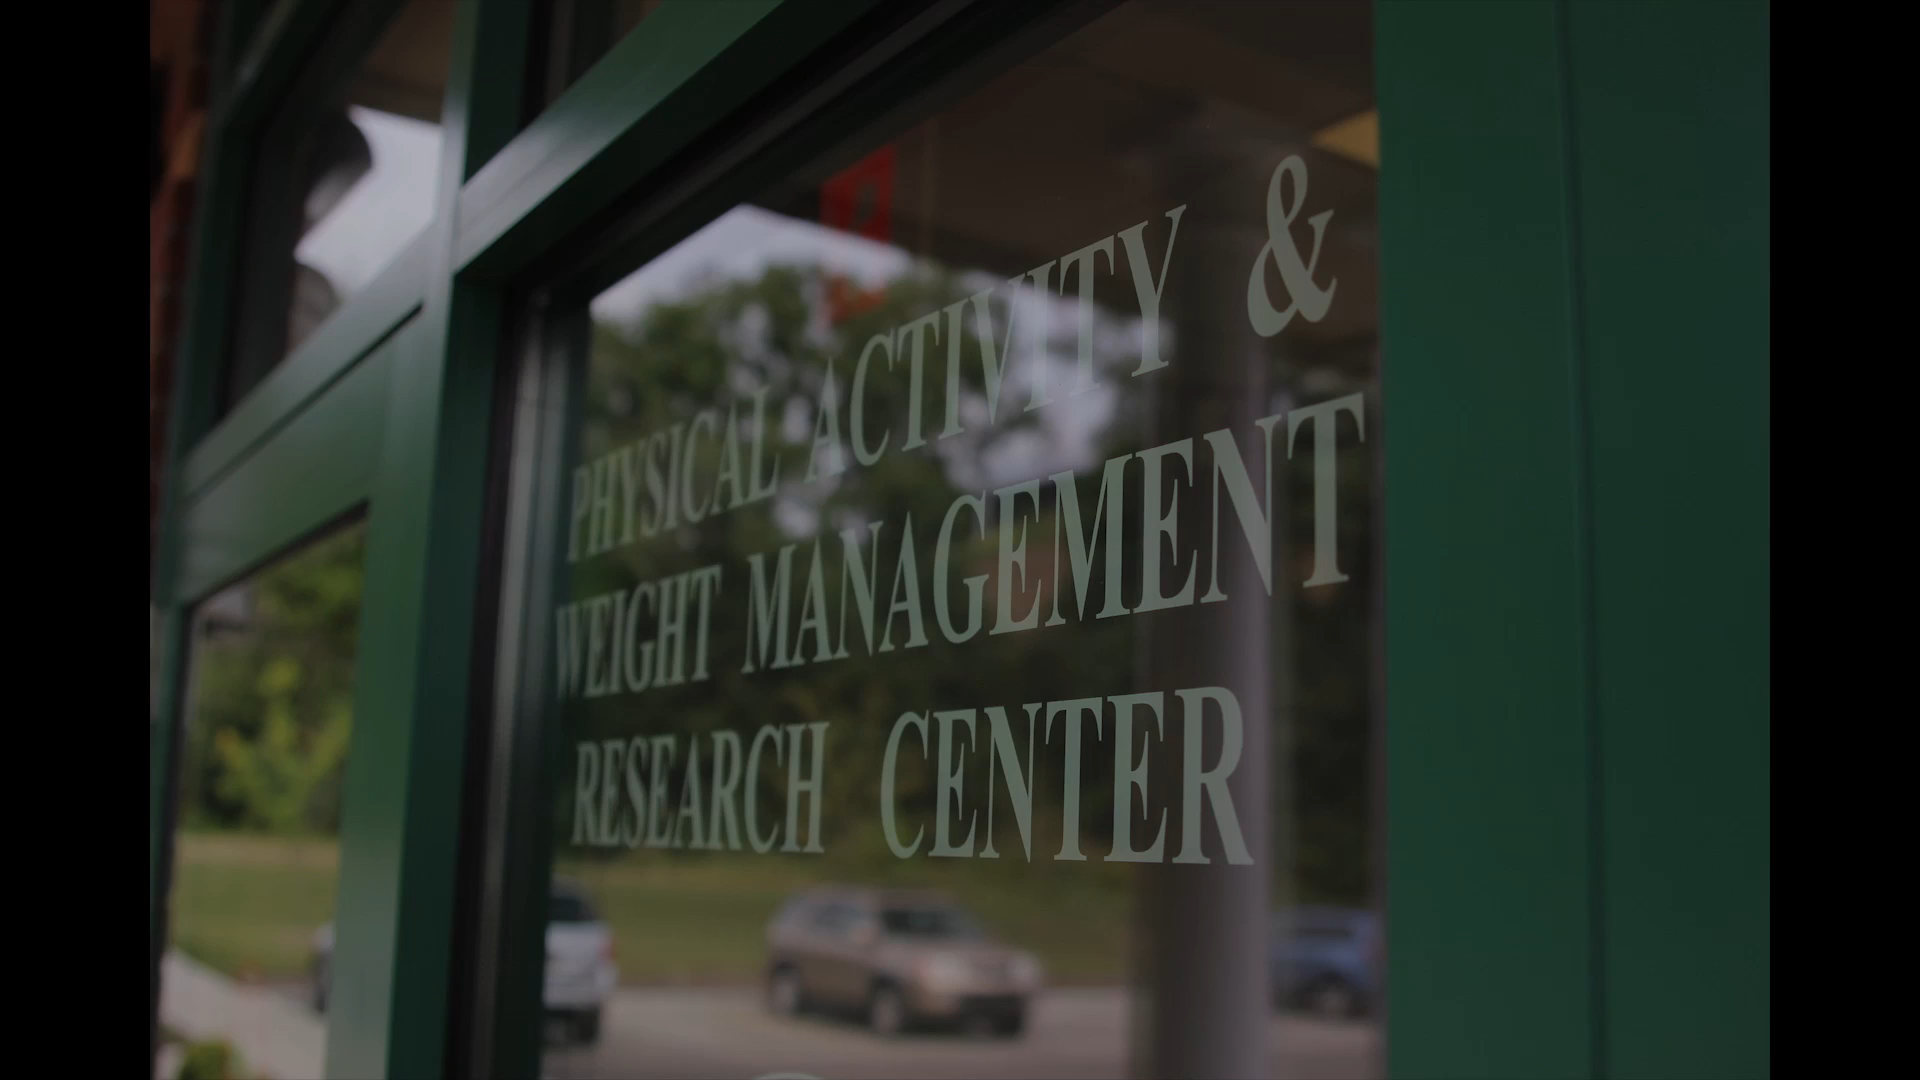 PHYSICAL ACTIVITY &
WEIGHT MANAGEMENT
RESEARCH CENTER